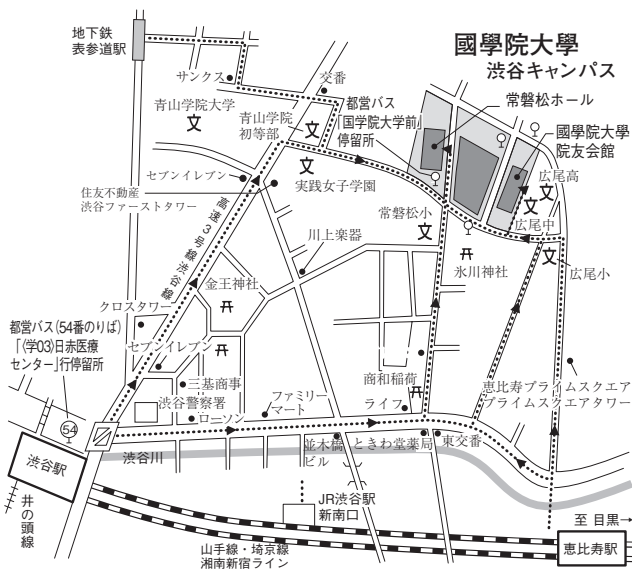 地下鉄
表参道駅
國學院大學
渋谷キャンパス
サンクス
交番
都営バス
「国学院大学前」
停留所
常磐松ホール
青山学院大学
青山学院
初等部
國學院大學
院友会館
セブンイレブン
実践女子学園
広尾高
住友不動産
渋谷ファーストタワー
常磐松小
広尾中
高速3号線渋谷線
川上楽器
氷川神社
広尾小
金王神社
クロスタワー
都営バス(54番のりば)
「(学03)日赤医療
センター」行停留所
セブンイレブン
三基商事
商和稲荷
恵比寿プライムスクエア
プライムスクエアタワー
渋谷警察署
ファミリー
マート
ライフ
ローソン
54
渋谷川
並木橋
ビル
ときわ堂薬局
東交番
渋谷駅
井の頭線
JR渋谷駅
新南口
至 目黒→
山手線・埼京線
湘南新宿ライン
恵比寿駅